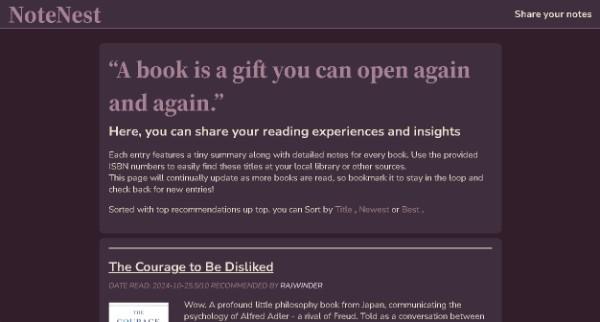 NoteNest
Share your notes
“A book is a gift you can open again
and again.”
Here, you can share your reading experiences and insights
Each entry features a tiny summary along with detailed notes for every book. Use the provided
ISBN numbers to easily find these titles at your local library or other sources.
This page will continually update as more books are read, so bookmark it to stay in the loop and
check back for new entries!
Sorted with top recommendations up top. you can Sort by Title , Newest or Best .
The Courage to Be Disliked
DATE READ: 2024-10-25.5/10 RECOMMENDED BY RAJWINDER
Wow. A profound little philosophy book from Japan, communicating the
THE
psychology of Alfred Adler - a rival of Freud. Told as a conversation between
COURAGE